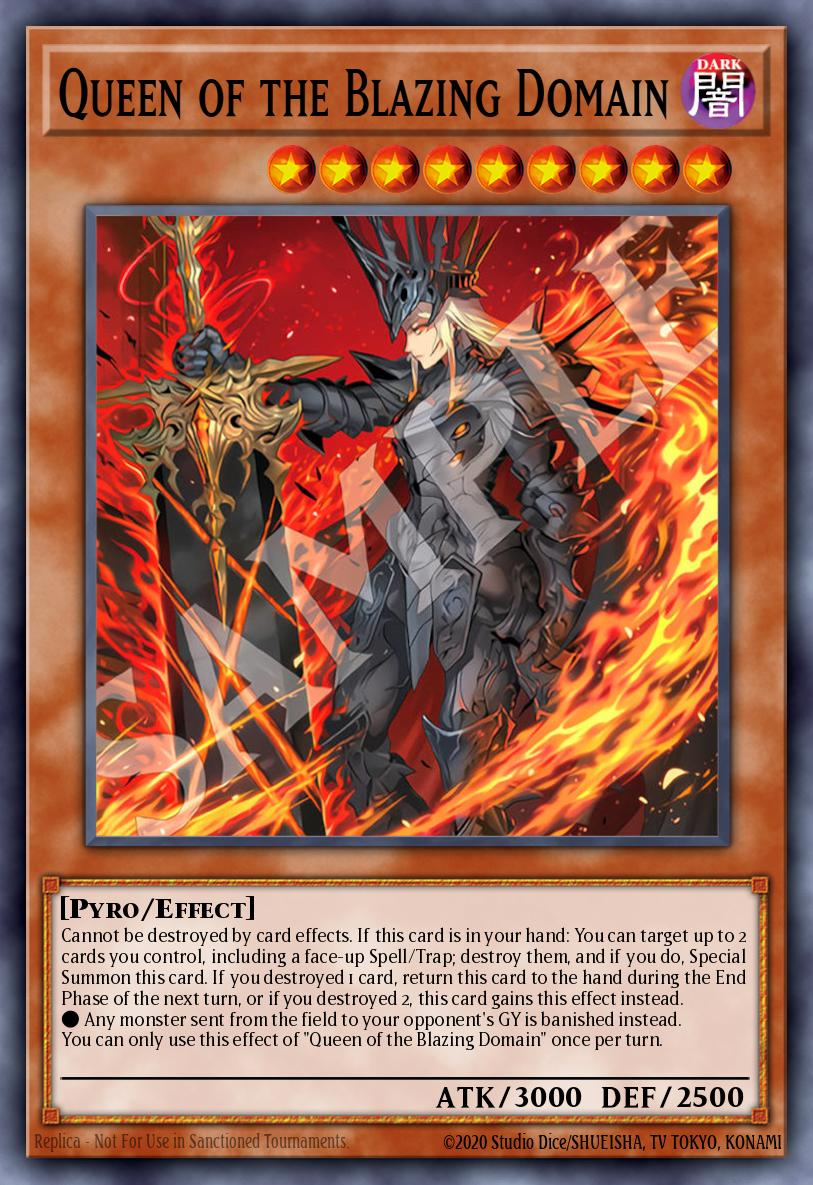 Queen of the Blazing Domain
DARK
闇
SAMPLE
[Pyro/Effect]
Cannot be destroyed by card effects. If this card is in your hand: You can target up to 2
cards you control, including a face-up Spell/Trap; destroy them, and if you do, Special
Summon this card. If you destroyed 1 card, return this card to the hand during the End
Phase of the next turn, or if you destroyed 2, this card gains this effect instead.
● Any monster sent from the field to your opponent's GY is banished instead.
You can only use this effect of "Queen of the Blazing Domain" once per turn.
ATK/3000 DEF/2500
Replica - Not For Use in Sanctioned Tournaments.
©2020 Studio Dice/SHUEISHA, TV TOKYO, KONAMI